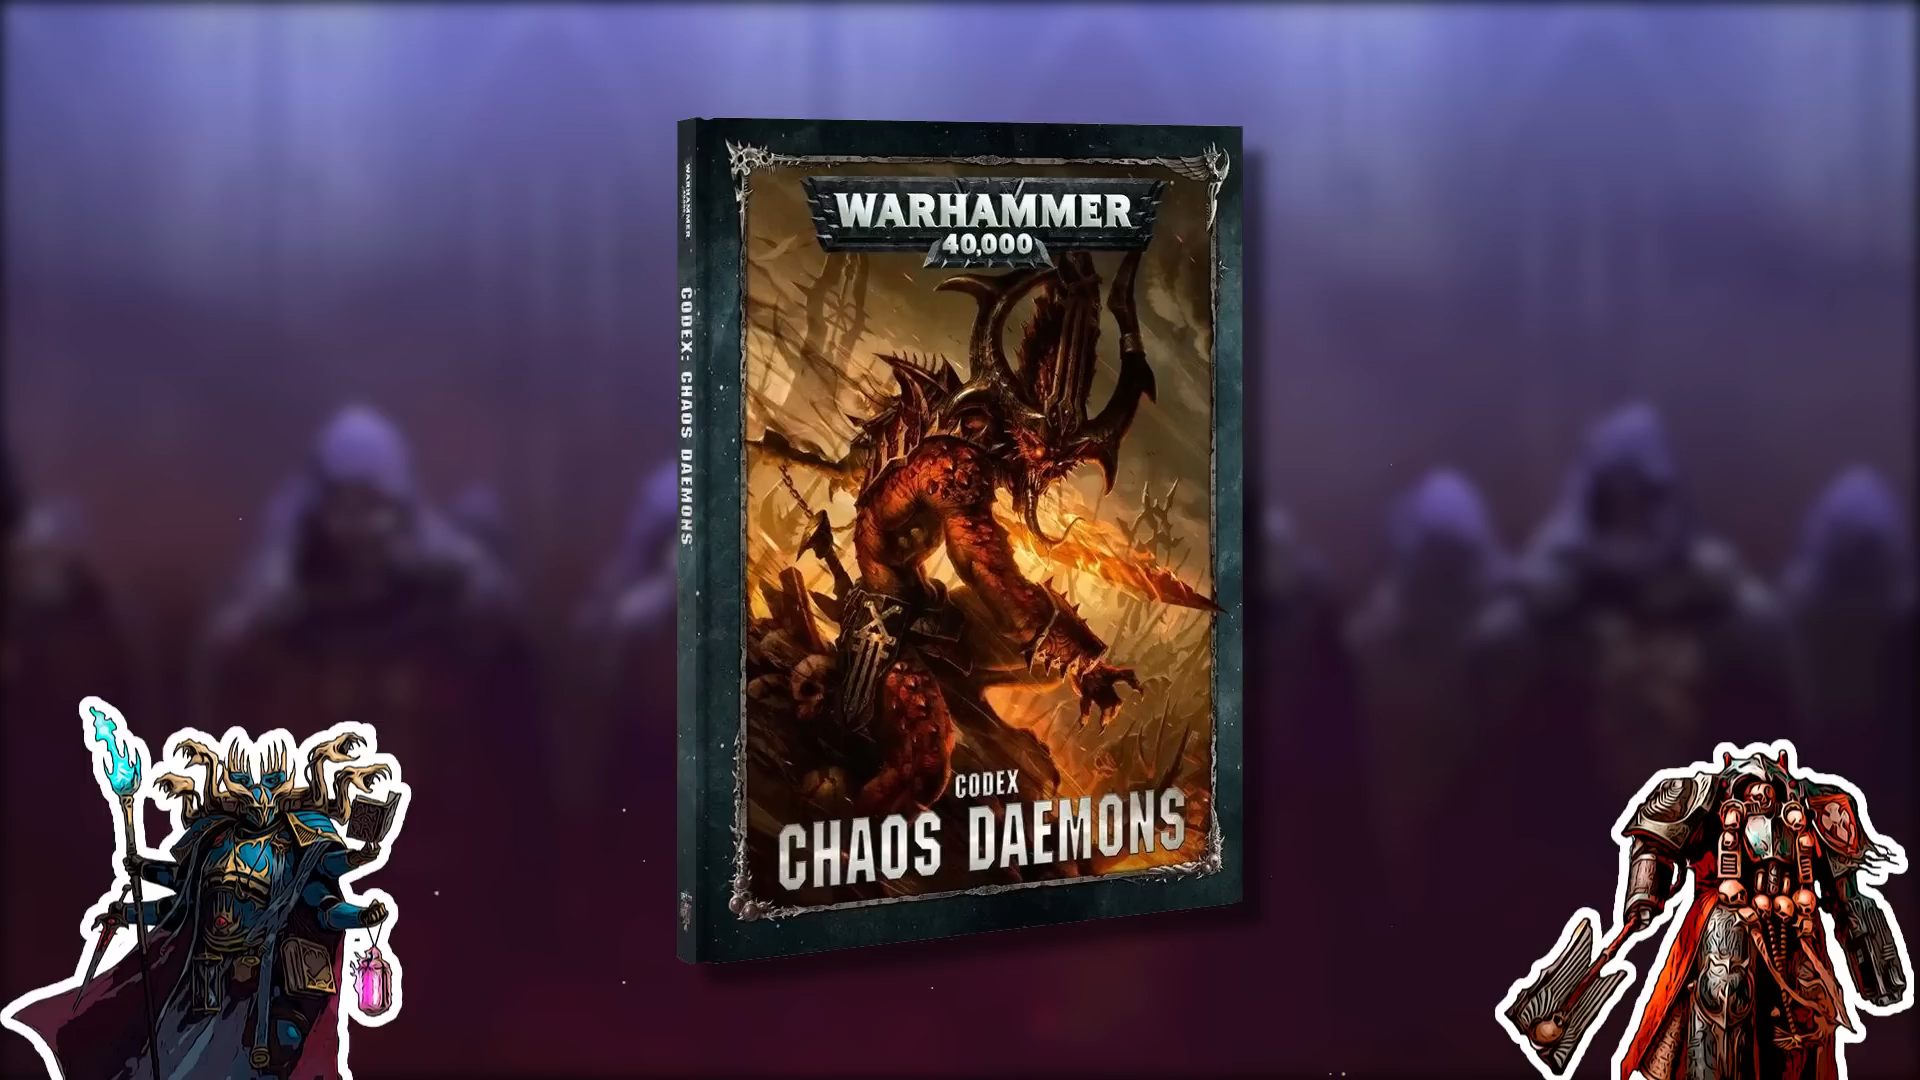 WARHAMMER
40,000
CODEX
CHAOS DAEMONS
WARHAMMER
CODEX: CHAOS DAEMONS